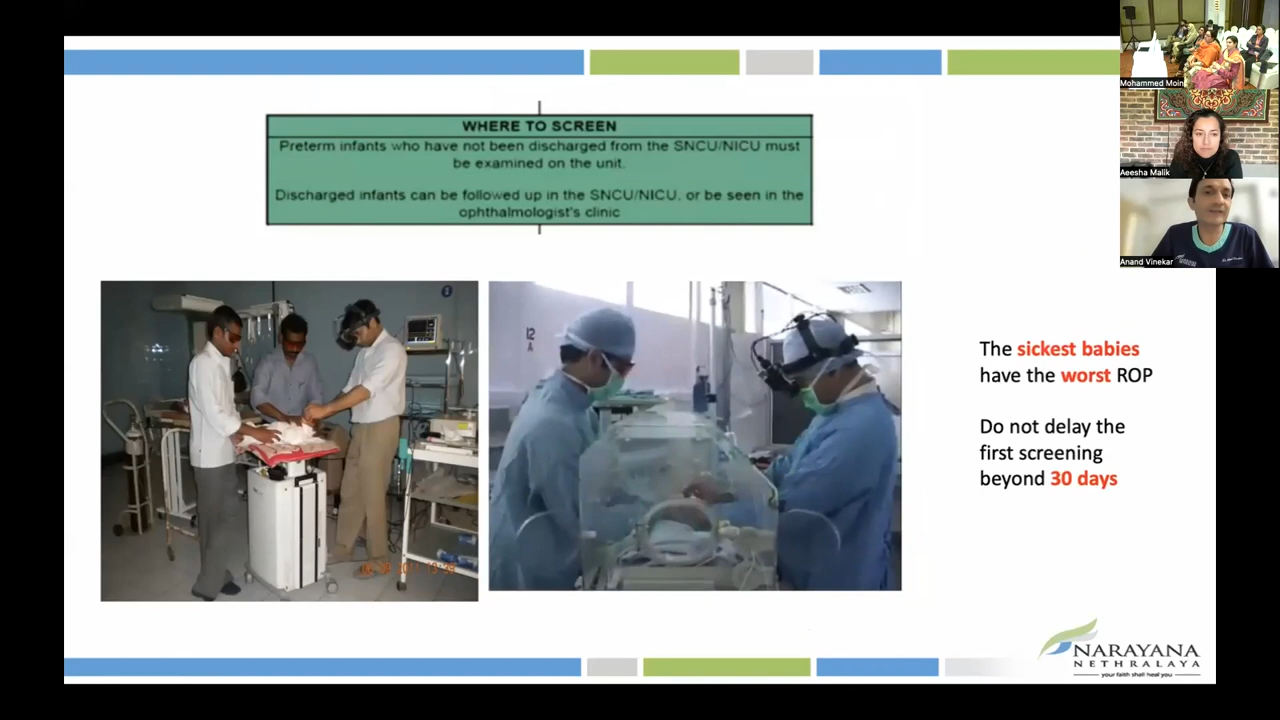 WHERE TO SCREEN
Preterm infants who have not been discharged from the SNCU/NICU must
be examined on the unit.
Discharged infants can be followed up in the SNCU/NICU, or be seen in the
ophthalmologist's clinic
12
A
The sickest babies
have the worst ROP
Do not delay the
first screening
beyond 30 days
NARAYANA
NETHRALAYA
your faith shall heal you
Mohammed Moin
Aeesha Malik
Anand Vinekar